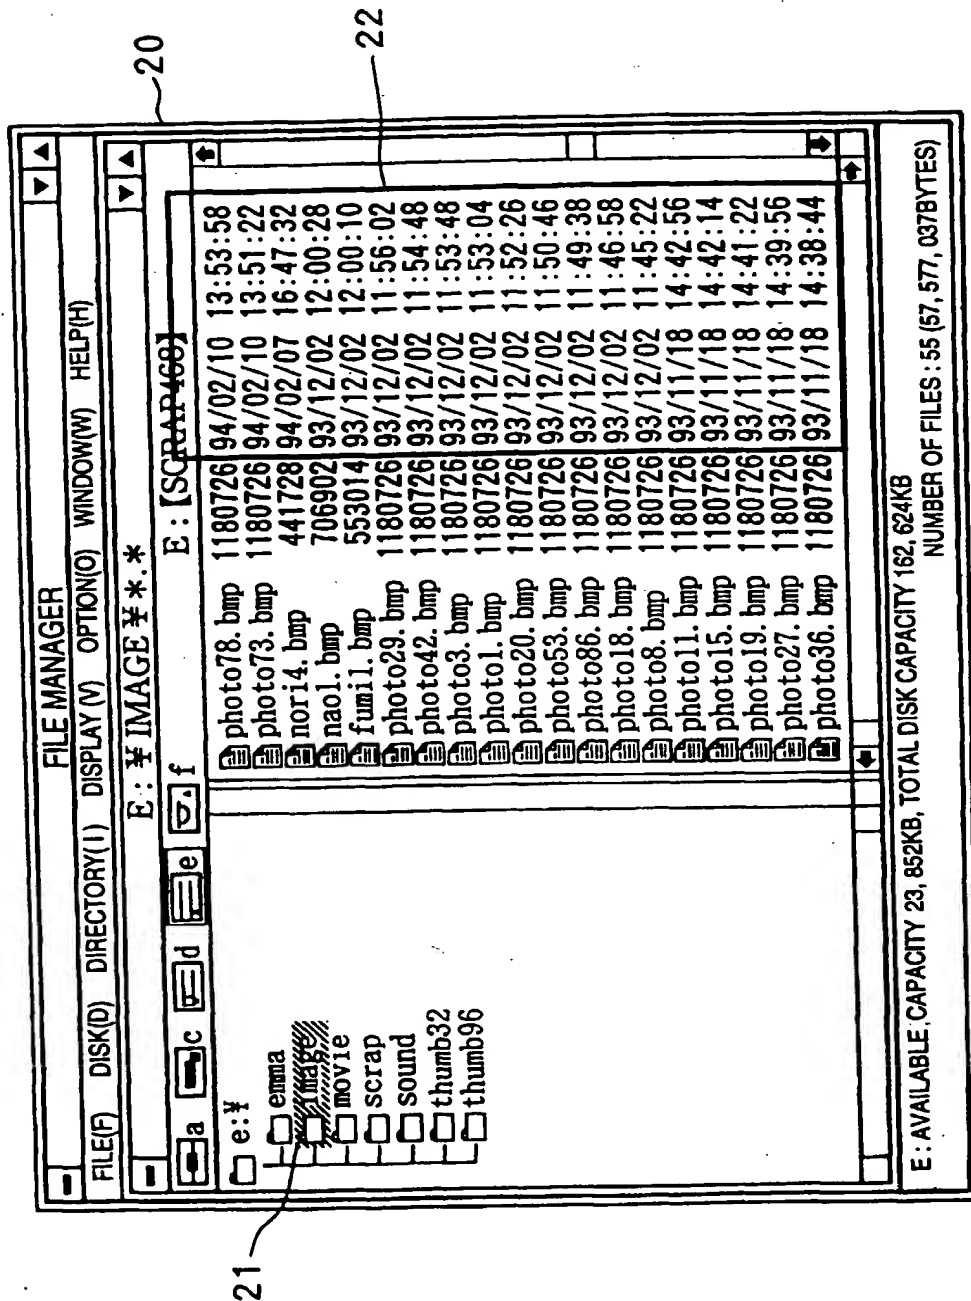 20
22
21
FILE MANAGER
FILE(F) DISK(D) DIRECTORY(I) DISPLAY(V) OPTION(O) WINDOW(W) HELP(H)
E:¥IMAGE¥*.*
a c d e f E:【SCRAP468】
e:¥
emma
image
movie
scrap
sound
thumb32
thumb96
photo78.bmp 1180726 94/02/10 13:53:58
photo73.bmp 1180726 94/02/10 13:51:22
nori4.bmp 441728 94/02/07 16:47:32
nao1.bmp 706902 93/12/02 12:00:28
fumi1.bmp 553014 93/12/02 12:00:10
photo29.bmp 1180726 93/12/02 11:56:02
photo42.bmp 1180726 93/12/02 11:54:48
photo3.bmp 1180726 93/12/02 11:53:48
photo1.bmp 1180726 93/12/02 11:53:04
photo20.bmp 1180726 93/12/02 11:52:26
photo53.bmp 1180726 93/12/02 11:50:46
photo86.bmp 1180726 93/12/02 11:49:38
photo18.bmp 1180726 93/12/02 11:46:58
photo8.bmp 1180726 93/12/02 11:45:22
photo11.bmp 1180726 93/11/18 14:42:56
photo15.bmp 1180726 93/11/18 14:42:14
photo19.bmp 1180726 93/11/18 14:41:22
photo27.bmp 1180726 93/11/18 14:39:56
photo36.bmp 1180726 93/11/18 14:38:44
E : AVAILABLE CAPACITY 23, 852KB, TOTAL DISK CAPACITY 162, 624KB
NUMBER OF FILES : 55 (57, 577, 037BYTES)